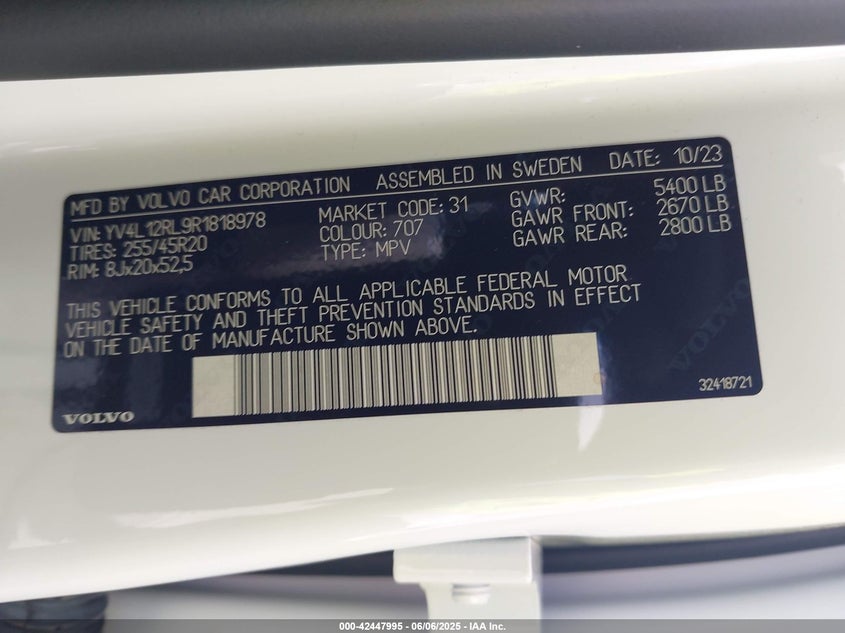 MFD BY VOLVO CAR CORPORATION ASSEMBLED IN SWEDEN DATE: 10/23
VIN: YV4L12RL9R1818978 MARKET CODE: 31 GVWR: 5400 LB
TIRES: 255/45R20 COLOUR: 707 GAWR FRONT: 2670 LB
RIM: 8Jx20x52,5 TYPE: MPV GAWR REAR: 2800 LB
THIS VEHICLE CONFORMS TO ALL APPLICABLE FEDERAL MOTOR
VEHICLE SAFETY AND THEFT PREVENTION STANDARDS IN EFFECT
ON THE DATE OF MANUFACTURE SHOWN ABOVE.
VOLVO
32418721
VOLVO
000-42447995 | 06/06/2025 - IAA Inc.